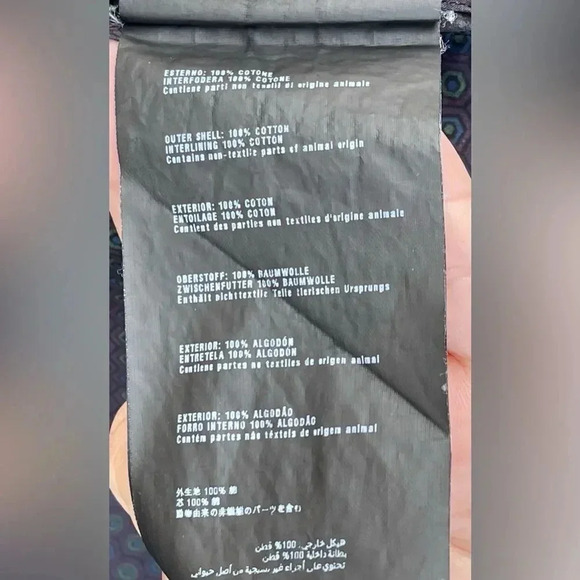 ESTERNO: 100% COTONE
INTERFODERA 100% COTONE
Contiene parti non tessili di origine animale
OUTER SHELL: 100% COTTON
INTERLINING 100% COTTON
Contains non-textile parts of animal origin
EXTERIOR: 100% COTON
ENTOILAGE 100% COTON
Contient des parties non textiles d'origine animale
OBERSTOFF: 100% BAUMWOLLE
ZWISCHENFUTTER 100% BAUMWOLLE
Enthält nichttextile Teile tierischen Ursprungs
EXTERIOR: 100% ALGODÓN
ENTRETELA 100% ALGODÓN
Contiene partes no textiles de origen animal
EXTERIOR: 100% ALGODÃO
FORRO INTERNO 100% ALGODÃO
Contém partes não têxteis de origem animal
外生地 100% 綿
芯 100% 綿
動物由来の非繊維のパーツを含む
هيكل خارجي: 100% قطن
بطانة داخلية 100% قطن
تحتوي على أجزاء غير نسيجية من أصل حيواني